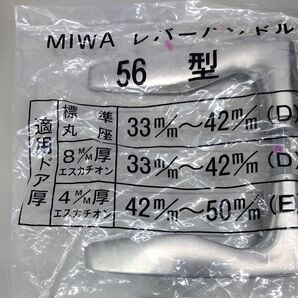 MIWA レバーハンドル
56 型
適用ドア厚
標準丸座 33m/m～42m/m (D)
8M/M厚エスカチオン 33m/m～42m/m (D)
4M/M厚エスカチオン 42m/m～50m/m (E)